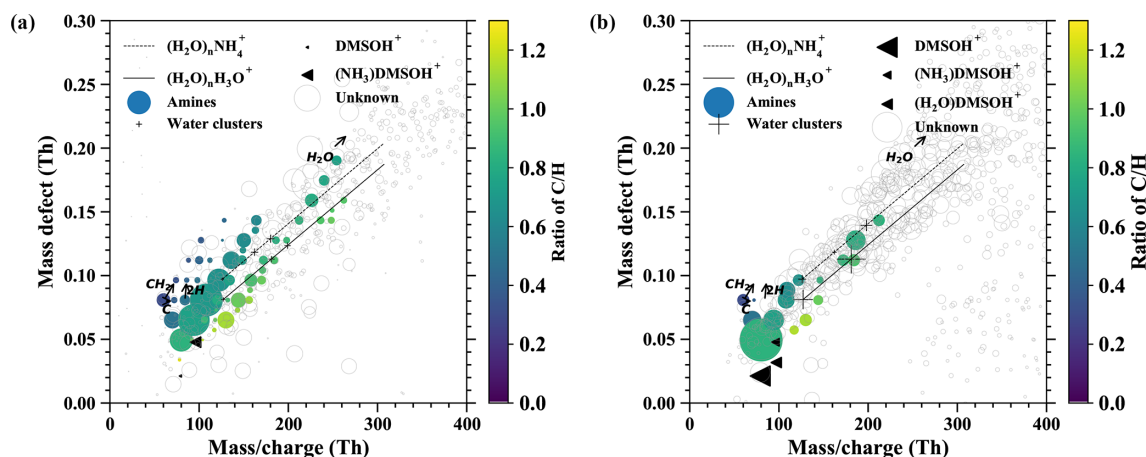 (a)
0.30
0.25
0.20
0.15
0.10
0.05
0.00
Mass defect (Th)
0
100
200
300
400
Mass/charge (Th)
(H2O)nNH4+
(H2O)nH3O+
Amines
Water clusters
DMSOH+
(NH3)DMSOH+
Unknown
H2O
CH2
2H
C
1.2
1.0
0.8
0.6
0.4
0.2
0.0
Ratio of C/H
(b)
0.30
0.25
0.20
0.15
0.10
0.05
0.00
Mass defect (Th)
0
100
200
300
400
Mass/charge (Th)
(H2O)nNH4+
(H2O)nH3O+
Amines
Water clusters
DMSOH+
(NH3)DMSOH+
(H2O)DMSOH+
Unknown
H2O
CH2
2H
C
1.2
1.0
0.8
0.6
0.4
0.2
0.0
Ratio of C/H